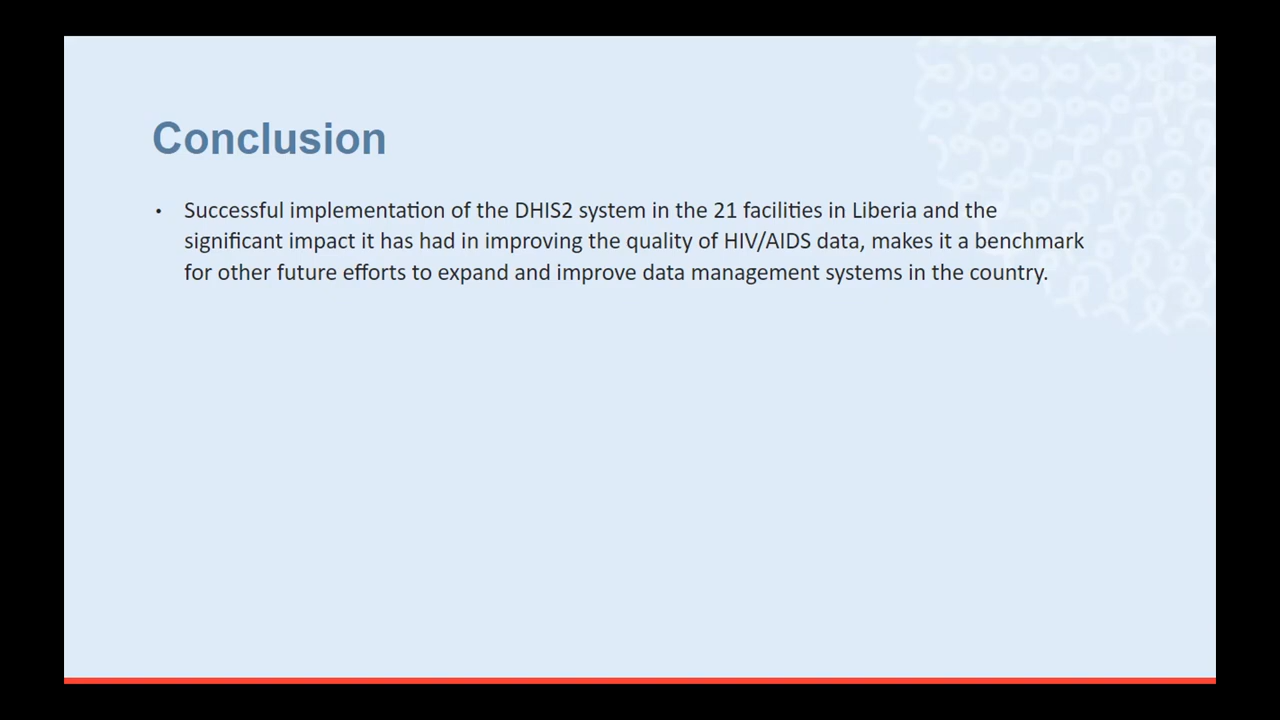 Conclusion
• Successful implementation of the DHIS2 system in the 21 facilities in Liberia and the
significant impact it has had in improving the quality of HIV/AIDS data, makes it a benchmark
for other future efforts to expand and improve data management systems in the country.